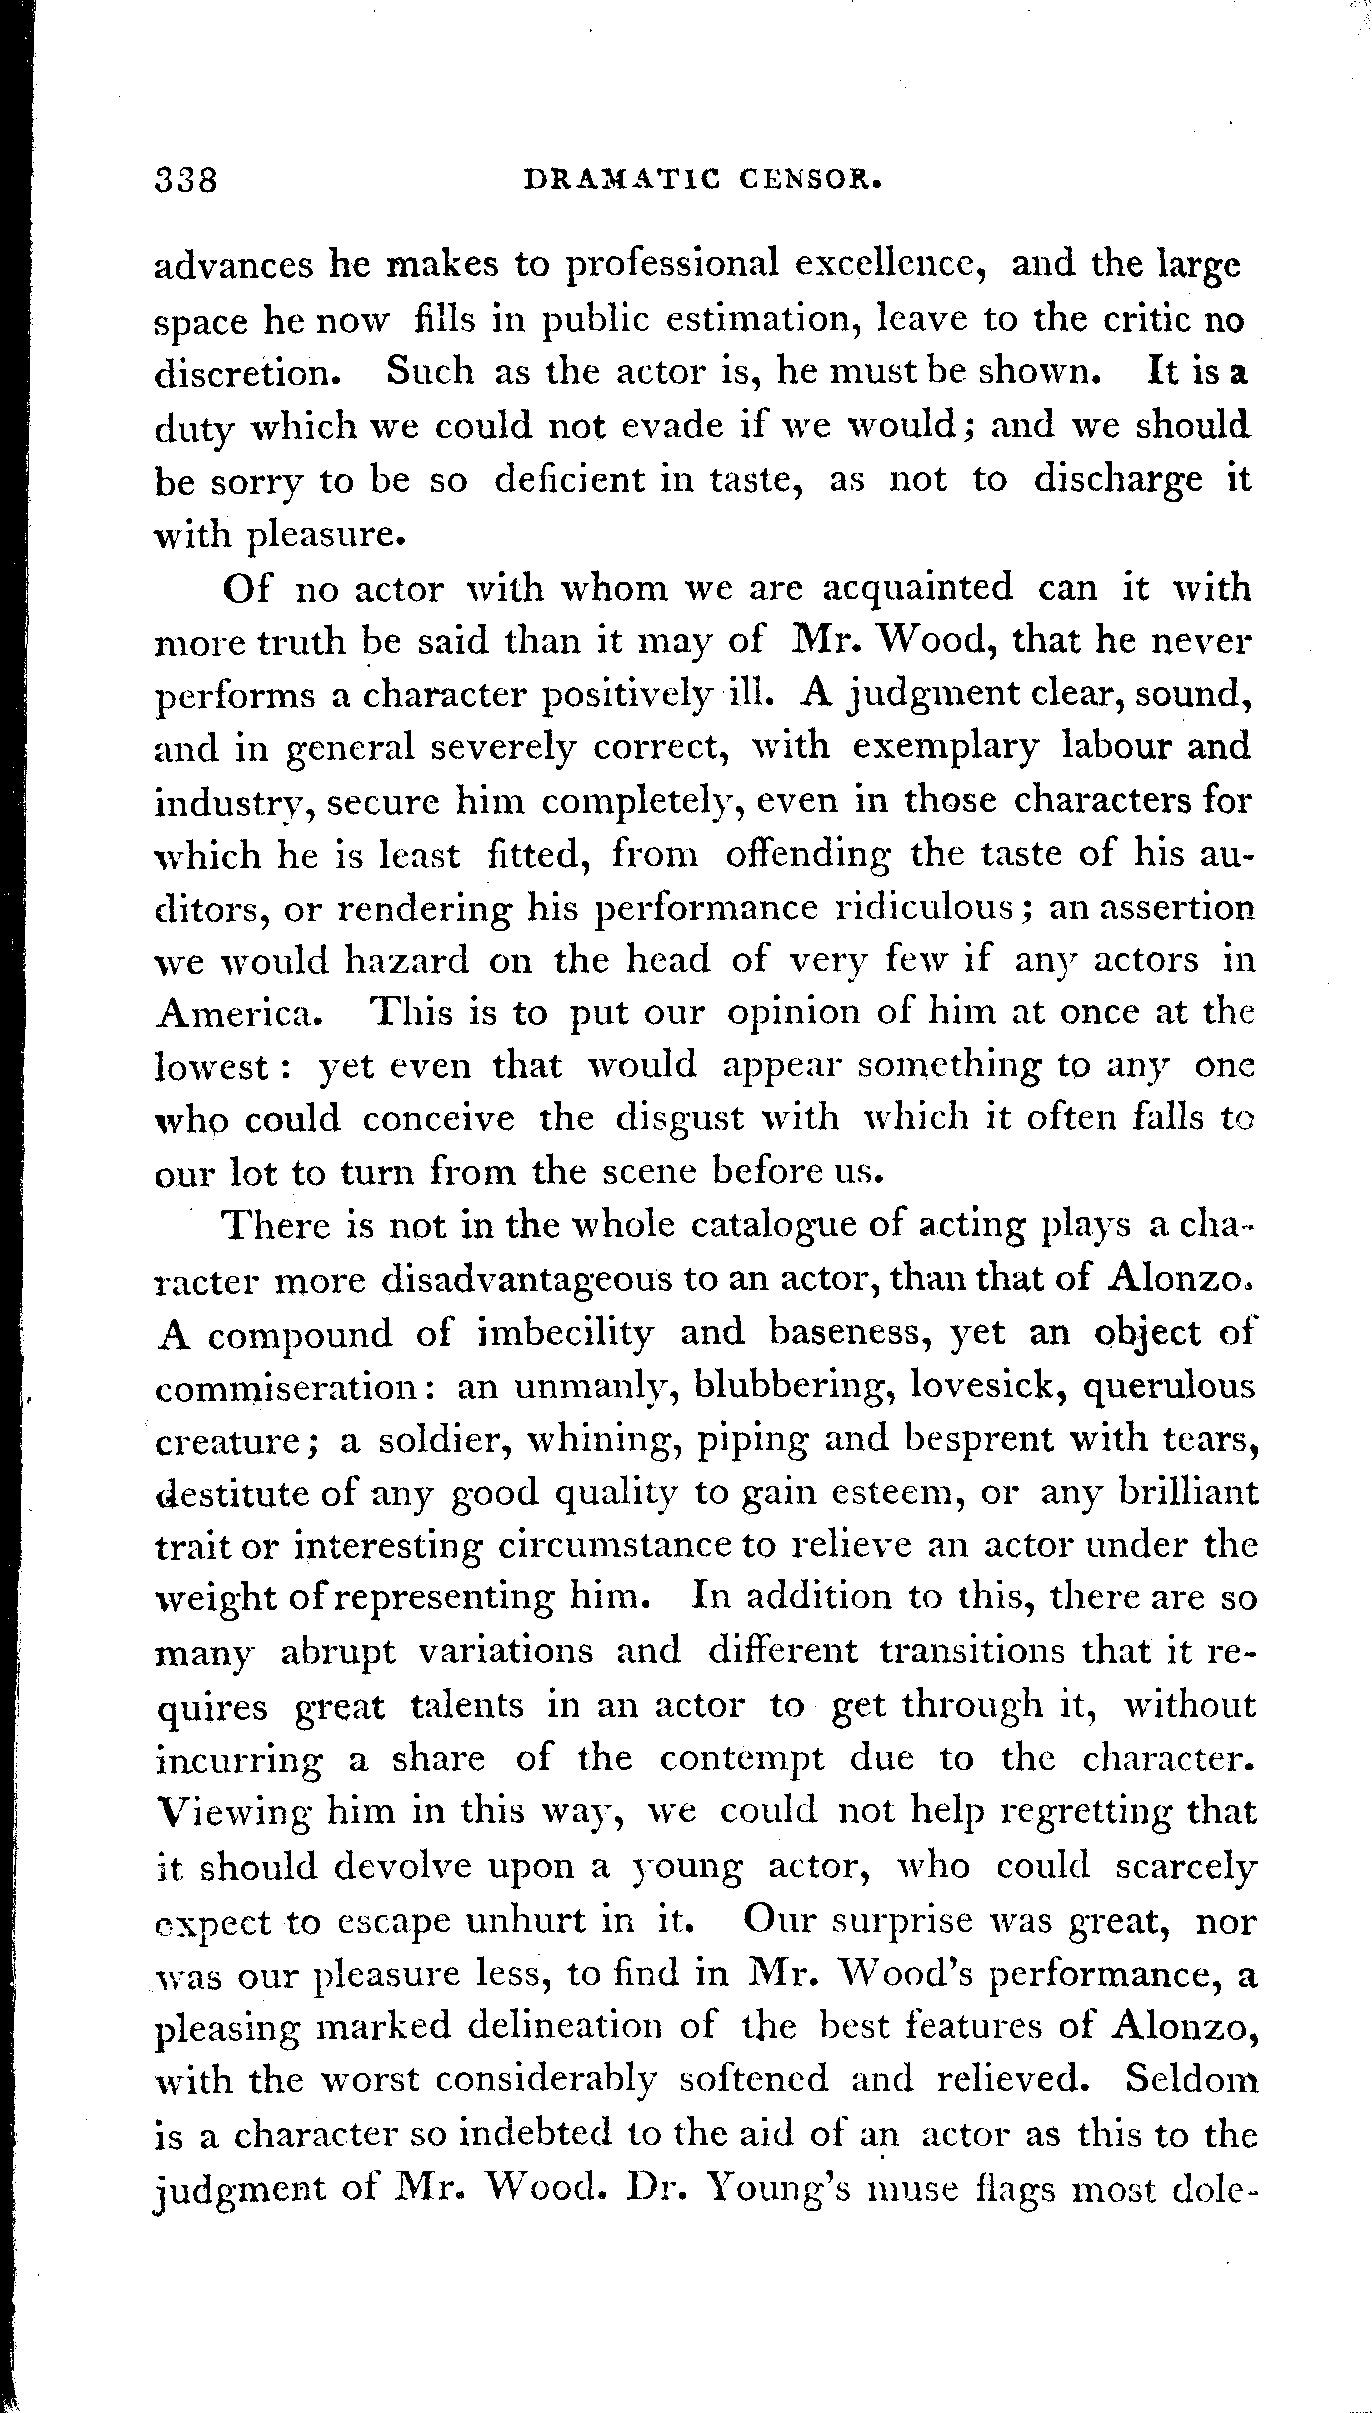 338 DRAMATIC CENSOR.
advances he makes to professional excellence, and the large
space he now fills in public estimation, leave to the critic no
discretion. Such as the actor is, he must be shown. It is a
duty which we could not evade if we would; and we should
be sorry to be so deficient in taste, as not to discharge it
with pleasure.
Of no actor with whom we are acquainted can it with
more truth be said than it may of Mr. Wood, that he never
performs a character positively ill. A judgment clear, sound,
and in general severely correct, with exemplary labour and
industry, secure him completely, even in those characters for
which he is least fitted, from offending the taste of his au-
ditors, or rendering his performance ridiculous; an assertion
we would hazard on the head of very few if any actors in
America. This is to put our opinion of him at once at the
lowest: yet even that would appear something to any one
who could conceive the disgust with which it often falls to
our lot to turn from the scene before us.
There is not in the whole catalogue of acting plays a cha-
racter more disadvantageous to an actor, than that of Alonzo.
A compound of imbecility and baseness, yet an object of
commiseration: an unmanly, blubbering, lovesick, querulous
creature; a soldier, whining, piping and besprent with tears,
destitute of any good quality to gain esteem, or any brilliant
trait or interesting circumstance to relieve an actor under the
weight of representing him. In addition to this, there are so
many abrupt variations and different transitions that it re-
quires great talents in an actor to get through it, without
incurring a share of the contempt due to the character.
Viewing him in this way, we could not help regretting that
it should devolve upon a young actor, who could scarcely
expect to escape unhurt in it. Our surprise was great, nor
was our pleasure less, to find in Mr. Wood's performance, a
pleasing marked delineation of the best features of Alonzo,
with the worst considerably softened and relieved. Seldom
is a character so indebted to the aid of an actor as this to the
judgment of Mr. Wood. Dr. Young's muse flags most dole-